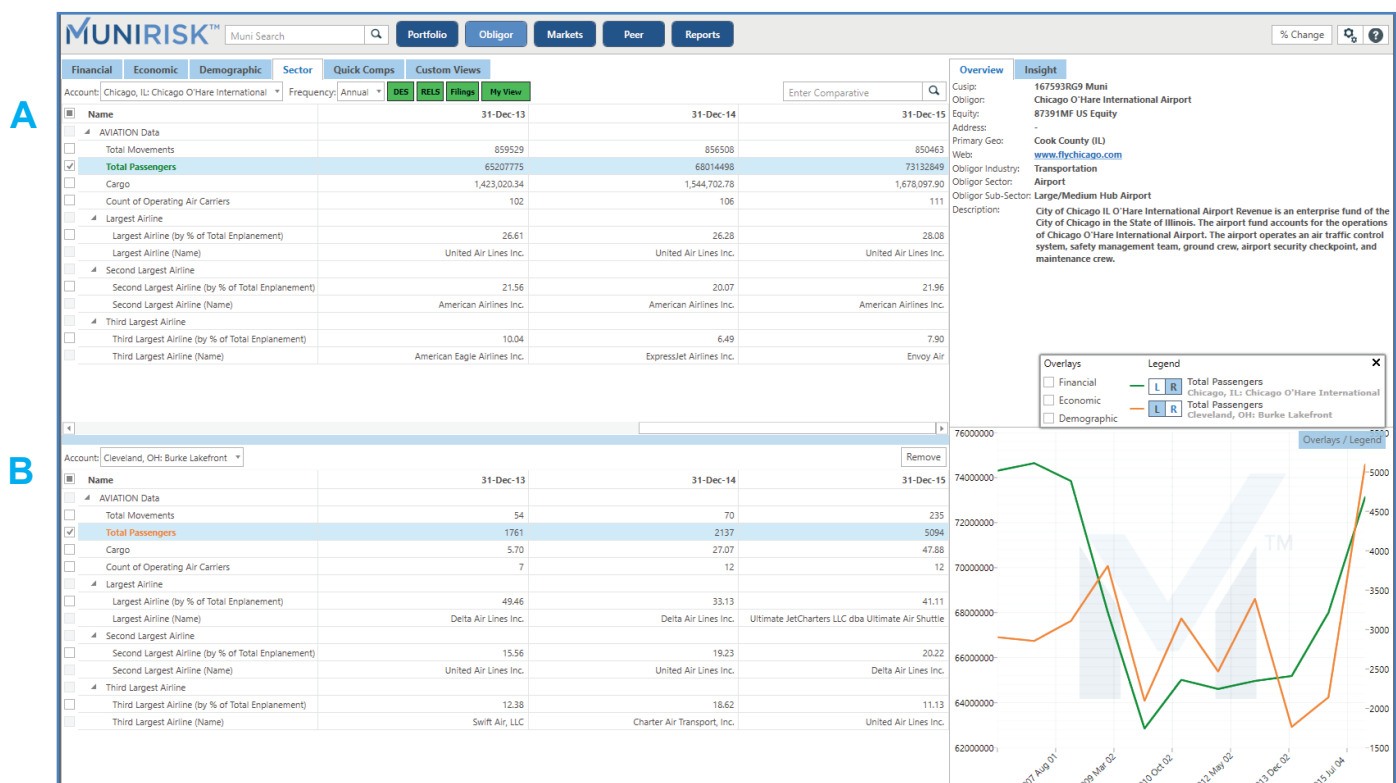 MUNIRISK™ Muni Search Portfolio Obligor Markets Peer Reports % Change ?
Financial Economic Demographic Sector Quick Comps Custom Views
Account: Chicago, IL: Chicago O'Hare International Frequency: Annual DES RELS Filings My View Enter Comparative
A
Name 31-Dec-13 31-Dec-14 31-Dec-15
AVIATION Data
Total Movements 859529 856508 850463
Total Passengers 65207775 68014498 73132849
Cargo 1,423,020.34 1,544,702.78 1,678,097.90
Count of Operating Air Carriers 102 106 111
Largest Airline
Largest Airline (by % of Total Enplanement) 26.61 26.28 28.08
Largest Airline (Name) United Air Lines Inc. United Air Lines Inc. United Air Lines Inc.
Second Largest Airline
Second Largest Airline (by % of Total Enplanement) 21.56 20.07 21.96
Second Largest Airline (Name) American Airlines Inc. American Airlines Inc. American Airlines Inc.
Third Largest Airline
Third Largest Airline (by % of Total Enplanement) 10.04 6.49 7.90
Third Largest Airline (Name) American Eagle Airlines Inc. ExpressJet Airlines Inc. Envoy Air
Overview Insight
Cusip: 167593RG9 Muni
Obligor: Chicago O'Hare International Airport
Equity: 87391MF US Equity
Address: -
Primary Geo: Cook County (IL)
Web: www.flychicago.com
Obligor Industry: Transportation
Obligor Sector: Airport
Obligor Sub-Sector: Large/Medium Hub Airport
Description: City of Chicago IL O'Hare International Airport Revenue is an enterprise fund of the
City of Chicago in the State of Illinois. The airport fund accounts for the operations
of Chicago O'Hare International Airport. The airport operates an air traffic control
system, safety management team, ground crew, airport security checkpoint, and
maintenance crew.
Overlays Legend
Financial
Economic
Demographic
L R Total Passengers
Chicago, IL: Chicago O'Hare International
L R Total Passengers
Cleveland, OH: Burke Lakefront
B
Account: Cleveland, OH: Burke Lakefront Remove
Name 31-Dec-13 31-Dec-14 31-Dec-15
AVIATION Data
Total Movements 54 70 235
Total Passengers 1761 2137 5094
Cargo 5.70 27.07 47.88
Count of Operating Air Carriers 7 12 12
Largest Airline
Largest Airline (by % of Total Enplanement) 49.46 33.13 41.11
Largest Airline (Name) Delta Air Lines Inc. Delta Air Lines Inc. Ultimate JetCharters LLC dba Ultimate Air Shuttle
Second Largest Airline
Second Largest Airline (by % of Total Enplanement) 15.56 19.23 20.22
Second Largest Airline (Name) United Air Lines Inc. United Air Lines Inc. Delta Air Lines Inc.
Third Largest Airline
Third Largest Airline (by % of Total Enplanement) 12.38 18.62 11.13
Third Largest Airline (Name) Swift Air, LLC Charter Air Transport, Inc. United Air Lines Inc.
Overlays / Legend
76000000
74000000 5000
72000000 4500
70000000 4000
TM
68000000 3500
66000000 3000
64000000 2500
62000000 2000
1500
Aug 01
Mar 02
Oct 02
May 02
Dec 02
Jul 04